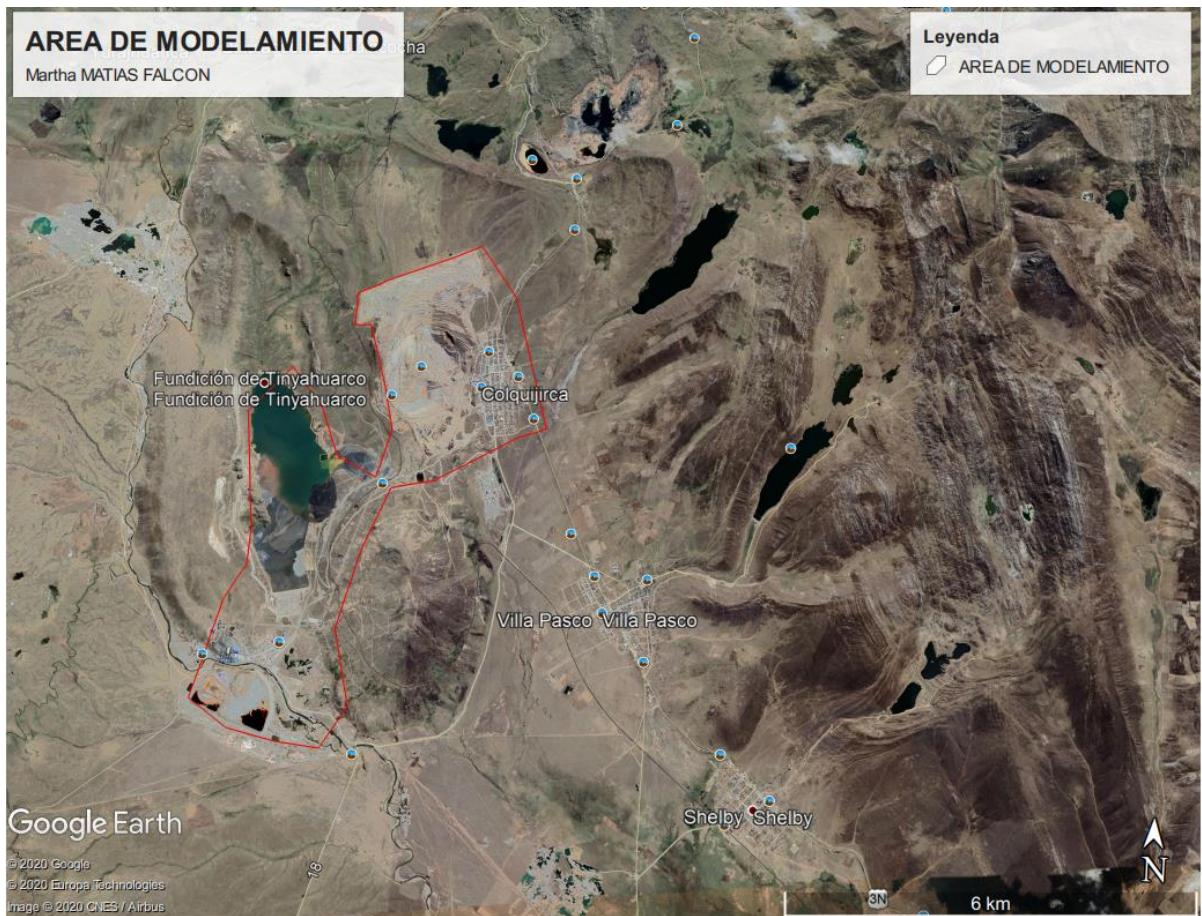 AREA DE MODELAMIENTO
Martha MATIAS FALCON
Leyenda
AREA DE MODELAMIENTO
Fundición de Tinyahuarco
Fundición de Tinyahuarco
Colquijirca
Villa Pasco Villa Pasco
Shelby Shelby
Google Earth
© 2020 Google
© 2020 Europa Technologies
Image © 2020 CNES / Airbus
18
3N
6 km
N